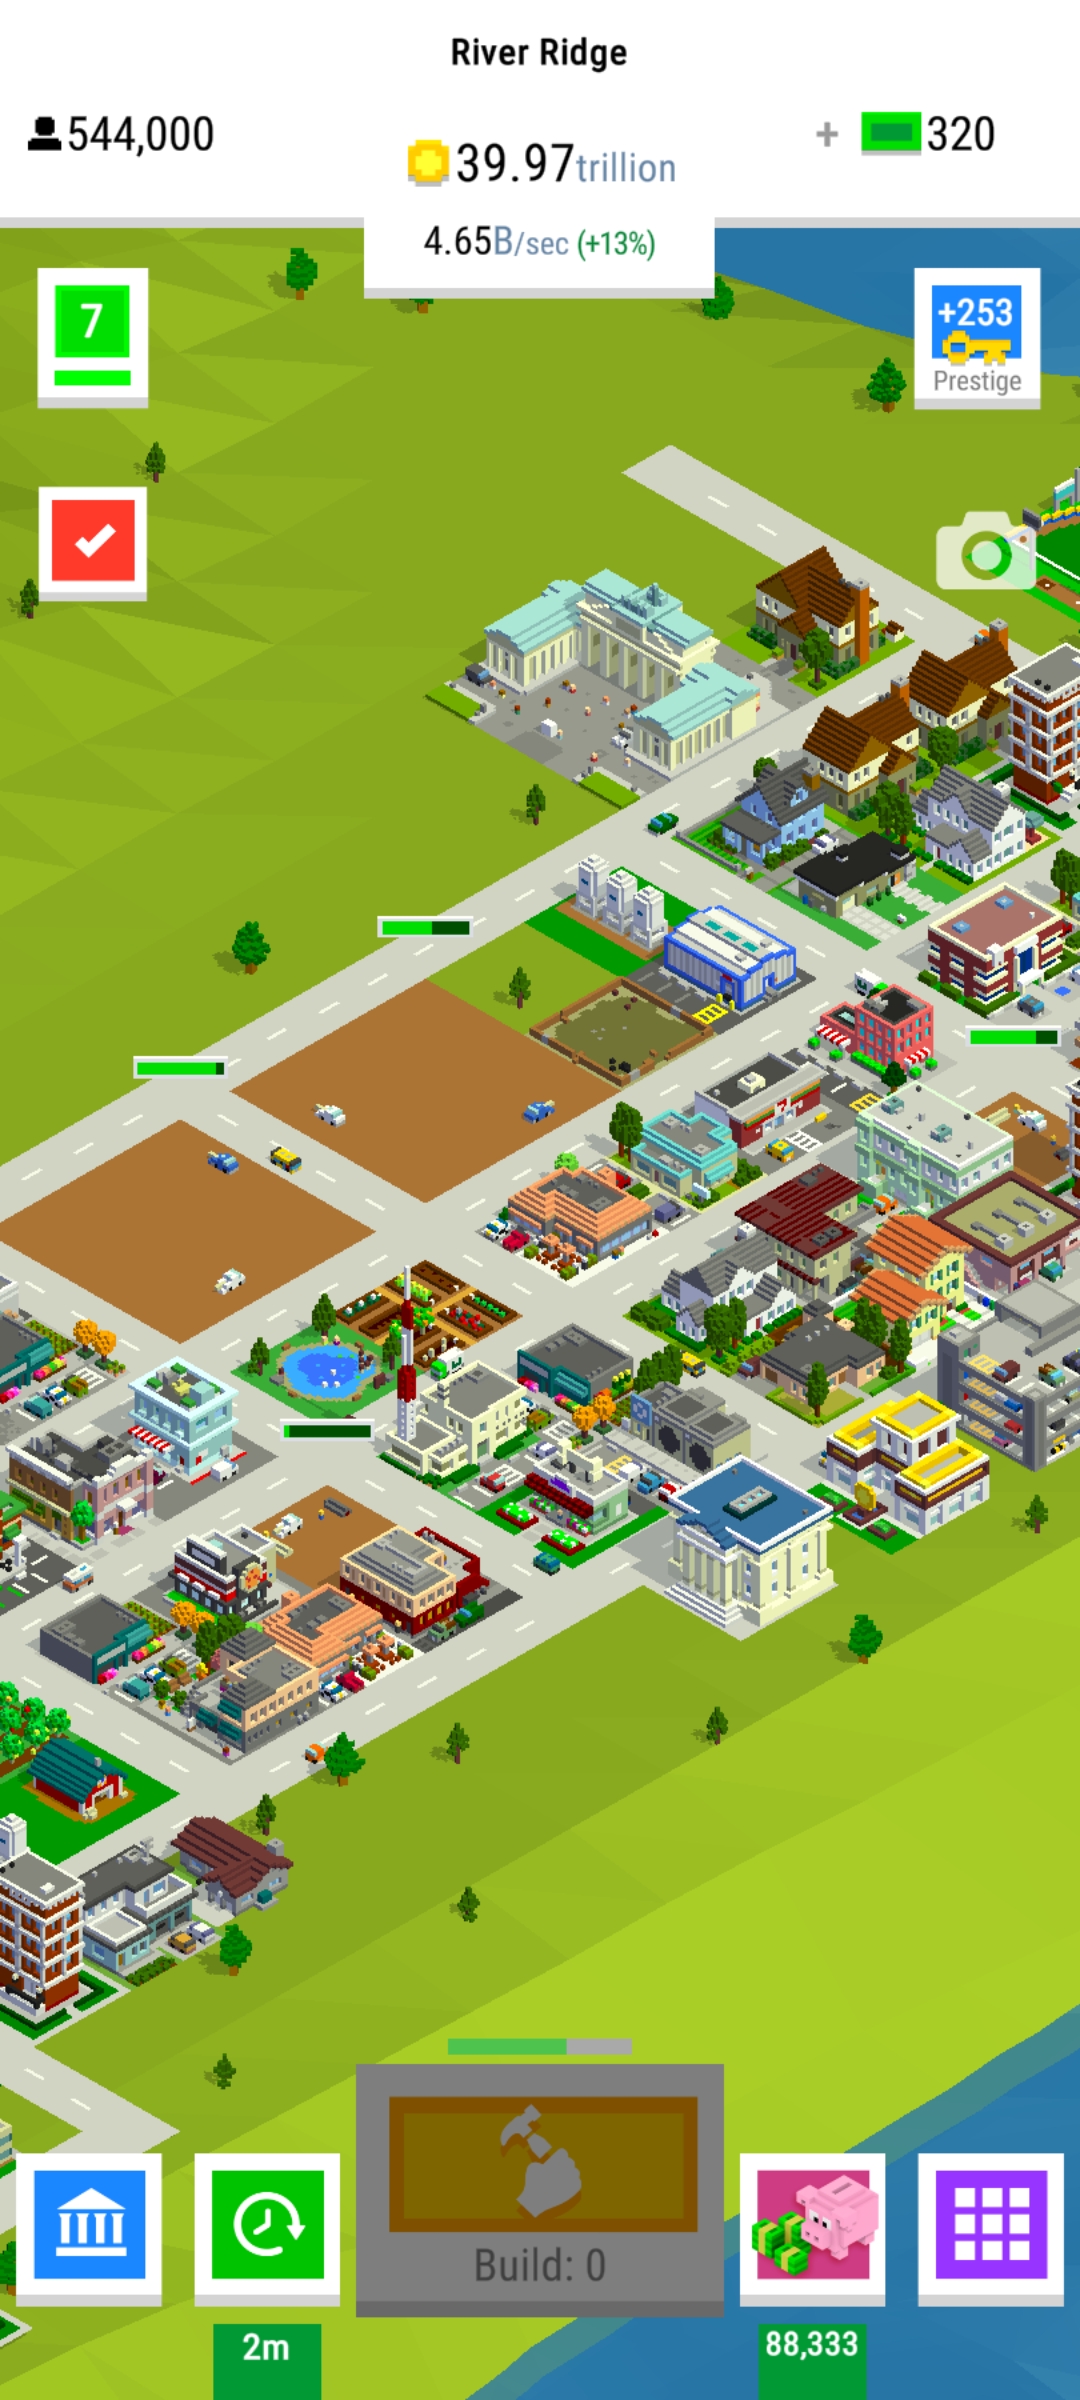 River Ridge
544,000
39.97trillion
+ 320
4.65B/sec (+13%)
7
+253
Prestige
Build: 0
2m
88,333